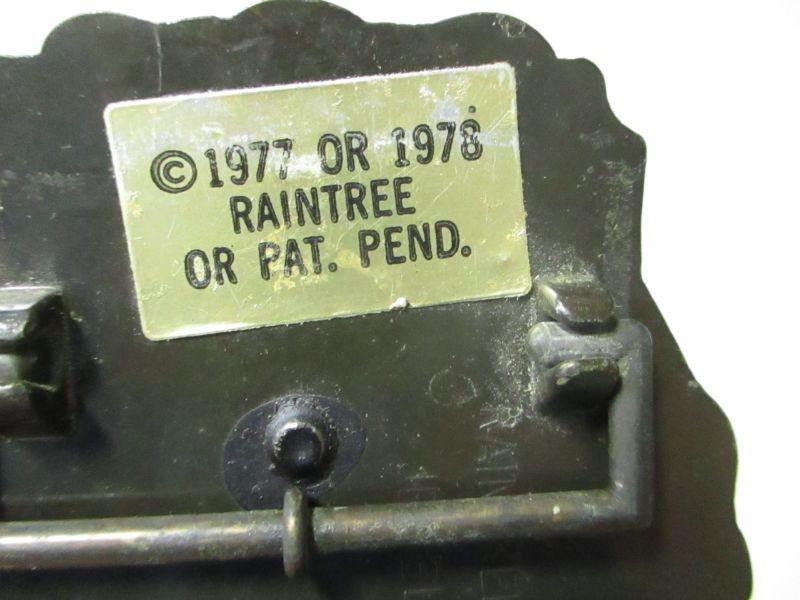 © 1977 OR 1978
RAINTREE
OR PAT. PEND.